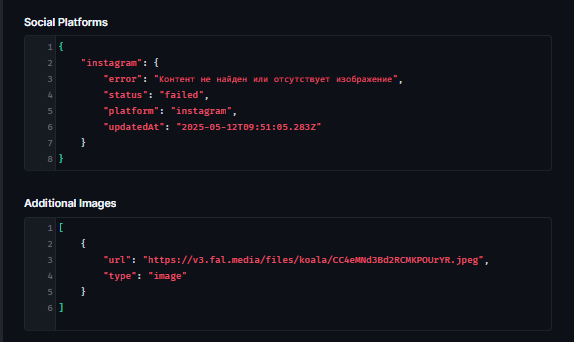 Social Platforms
1 {
2 "instagram": {
3 "error": "Контент не найден или отсутствует изображение",
4 "status": "failed",
5 "platform": "instagram",
6 "updatedAt": "2025-05-12T09:51:05.283Z"
7 }
8 }
Additional Images
1 [
2 {
3 "url": "https://v3.fal.media/files/koala/CC4eMNd3Bd2RCMKPOUrYR.jpeg",
4 "type": "image"
5 }
6 ]